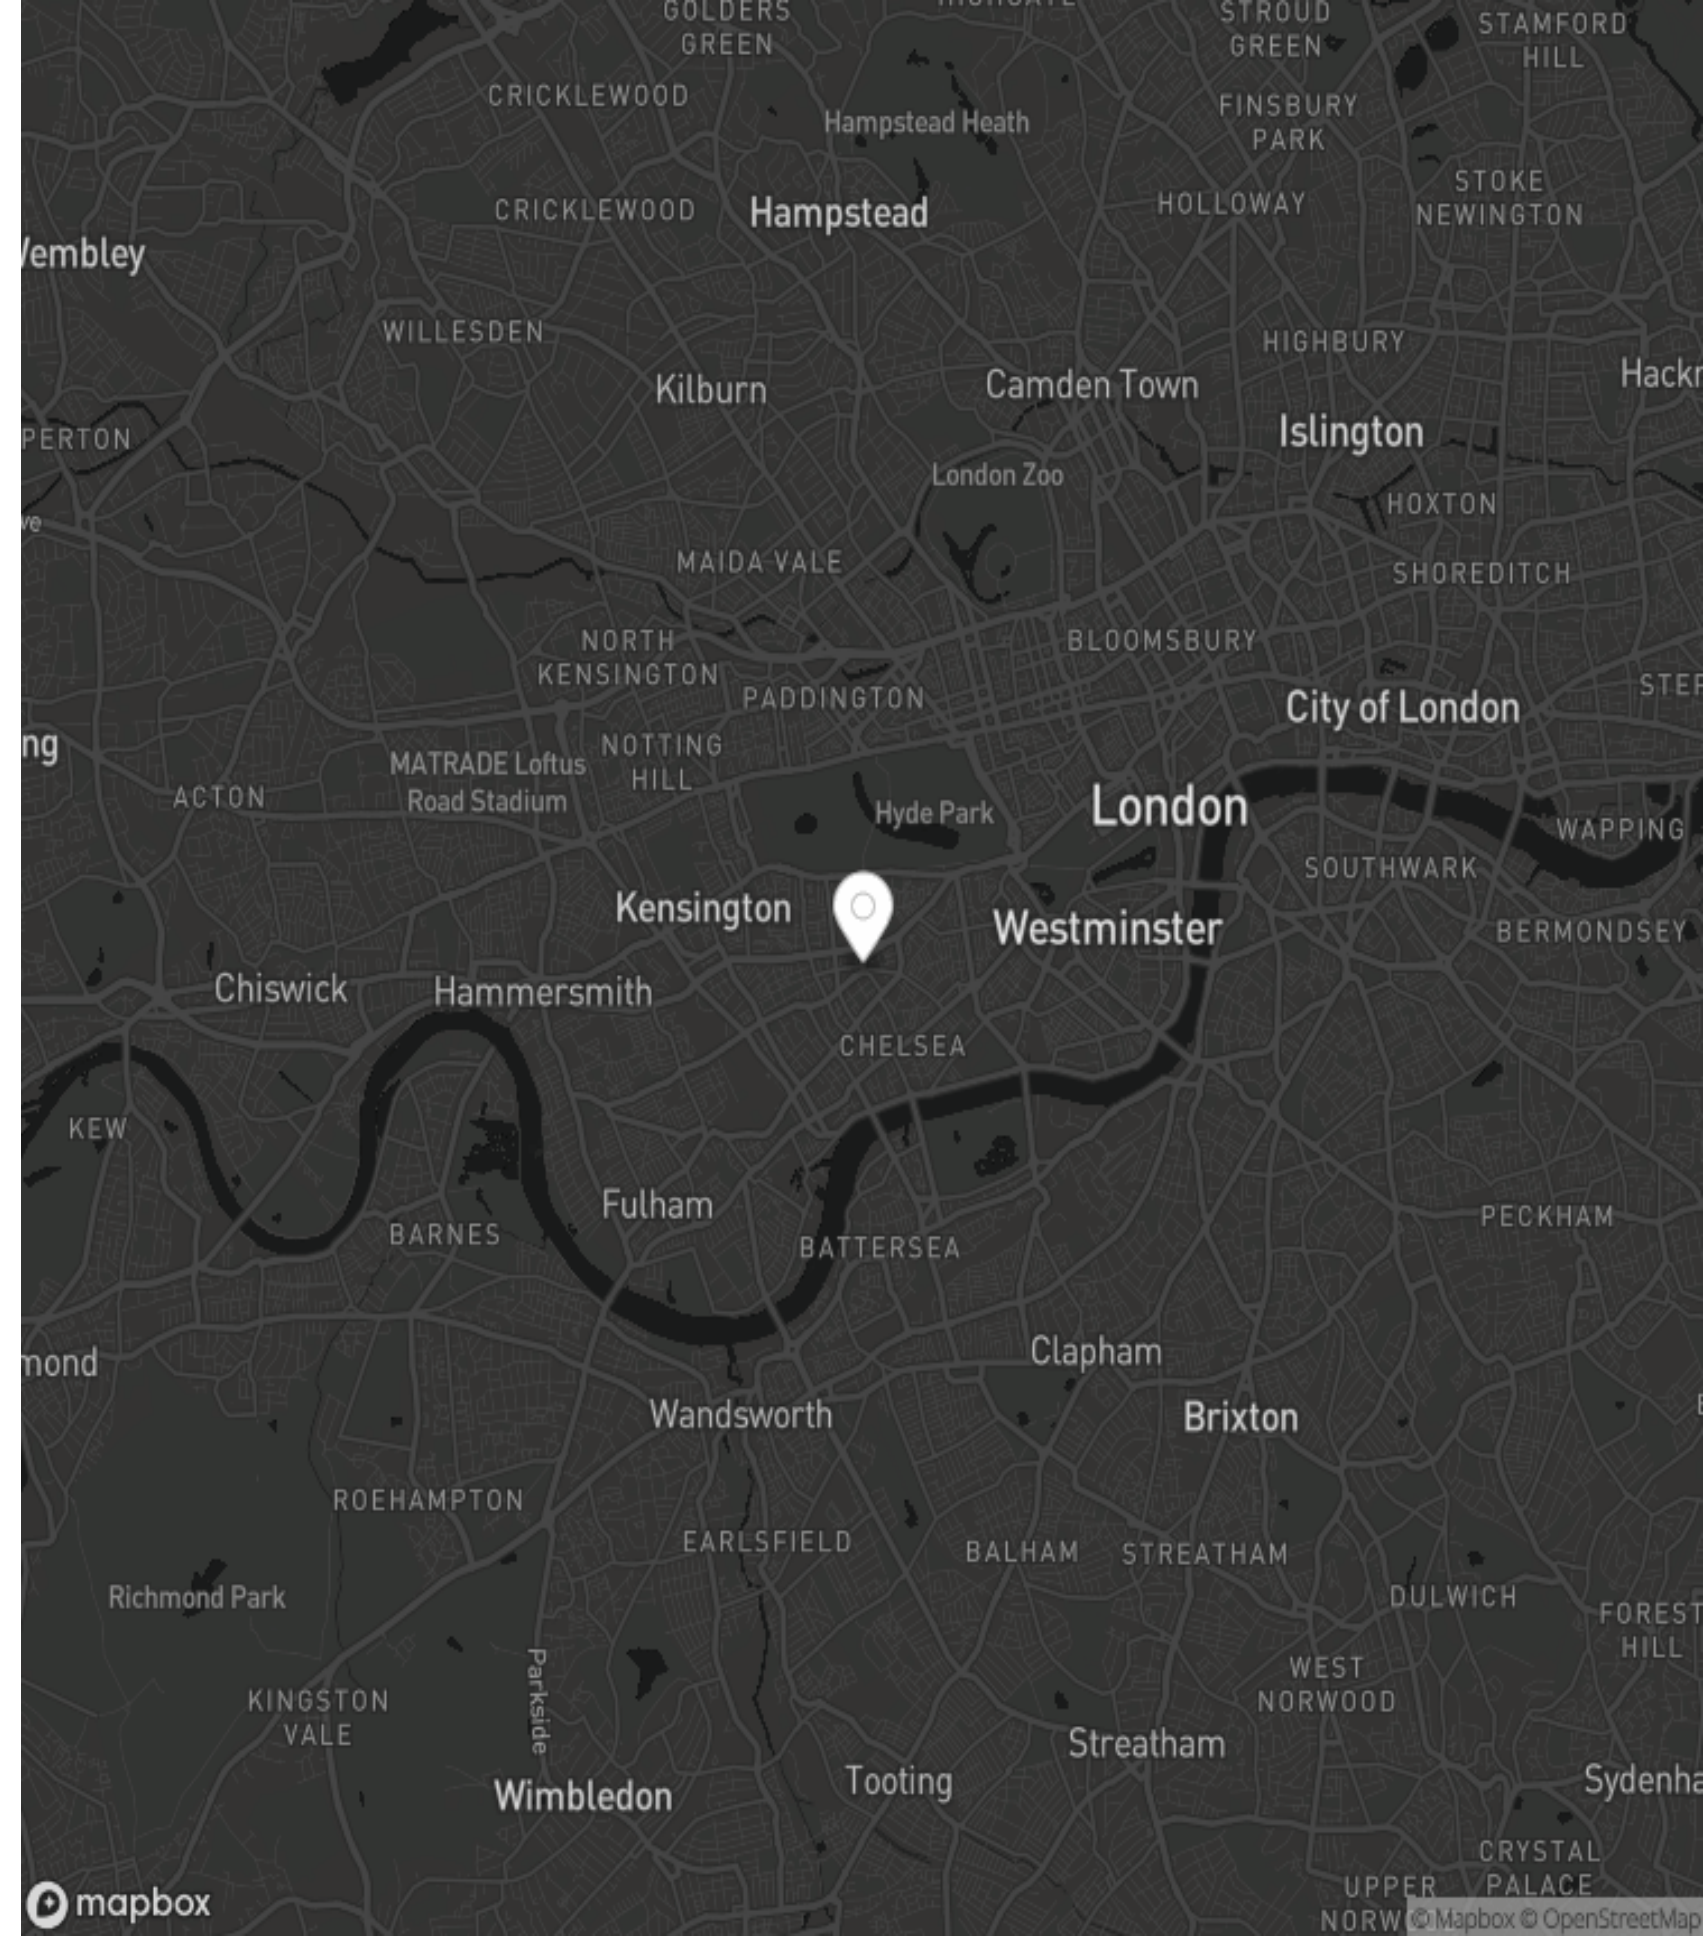 GOLDERS
GREEN
STROUD
GREEN
STAMFORD
HILL
CRICKLEWOOD
Hampstead Heath
FINSBURY
PARK
CRICKLEWOOD
Hampstead
HOLLOWAY
STOKE
NEWINGTON
embley
WILLESDEN
HIGHBURY
Kilburn
Camden Town
Hack
PERTON
Islington
London Zoo
HOXTON
ve
MAIDA VALE
SHOREDITCH
NORTH
KENSINGTON
BLOOMSBURY
PADDINGTON
STEP
City of London
ng
NOTTING
HILL
MATRADE Loftus
Road Stadium
ACTON
Hyde Park
London
WAPPING
SOUTHWARK
Kensington
Westminster
BERMONDSEY
Chiswick
Hammersmith
CHELSEA
KEW
Fulham
PECKHAM
BARNES
BATTERSEA
mond
Clapham
Wandsworth
Brixton
ROEHAMPTON
EARLSFIELD
BALHAM
STREATHAM
Richmond Park
DULWICH
FOREST
HILL
Parkside
WEST
NORWOOD
KINGSTON
VALE
Streatham
Wimbledon
Tooting
Sydenha
CRYSTAL
PALACE
UPPER
NORW
mapbox
© Mapbox © OpenStreetMap